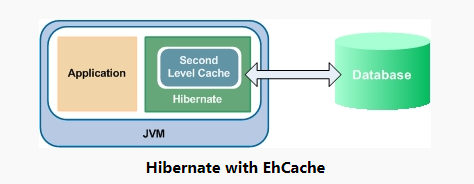 Application
Second
Level Cache
Hibernate
Database
JVM
Hibernate with EhCache